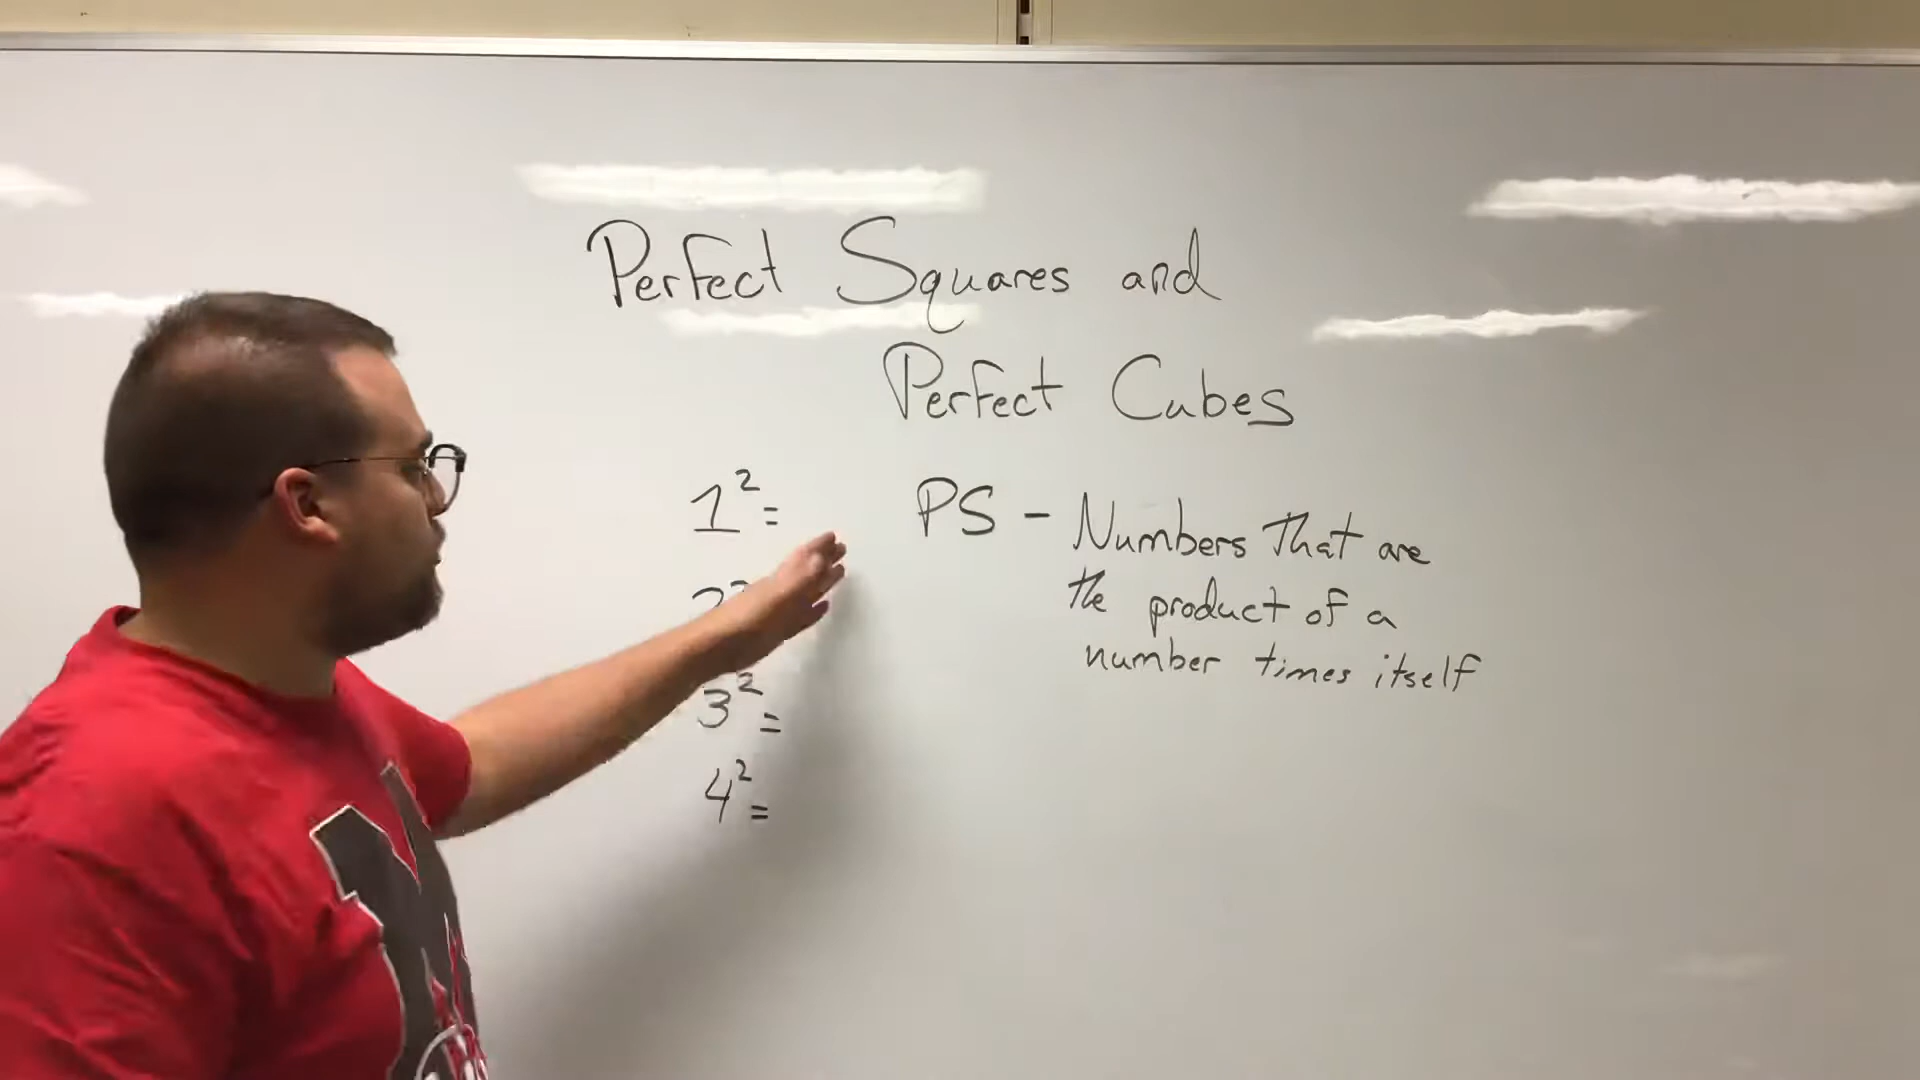 Perfect Squares and
Perfect Cubes
1² =
3² =
4² =
PS - Numbers that are
the product of a
number times itself